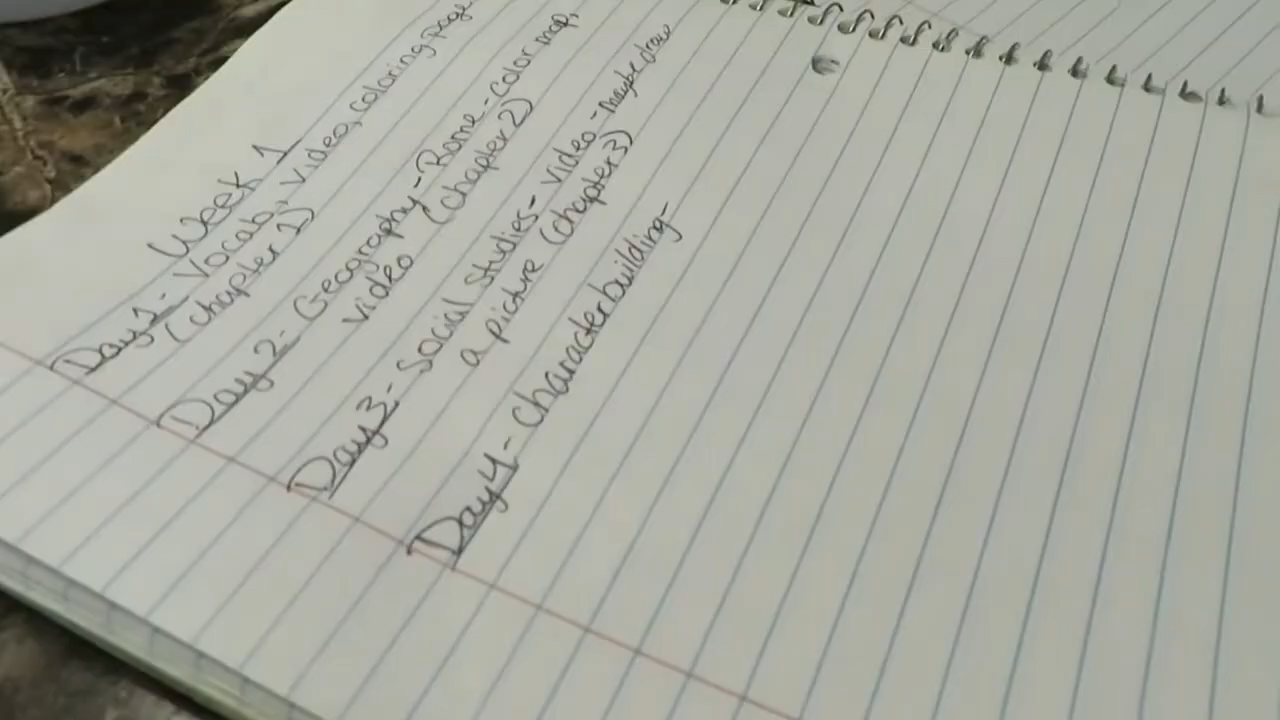 Week 1
Day 1 - Vocab., video, coloring page
(chapter 1)
Day 2 - Geography - Rome - color map,
video (chapter 2)
Day 3 - Social Studies - video - maybe draw
a picture (chapter 3)
Day 4 - Character building -